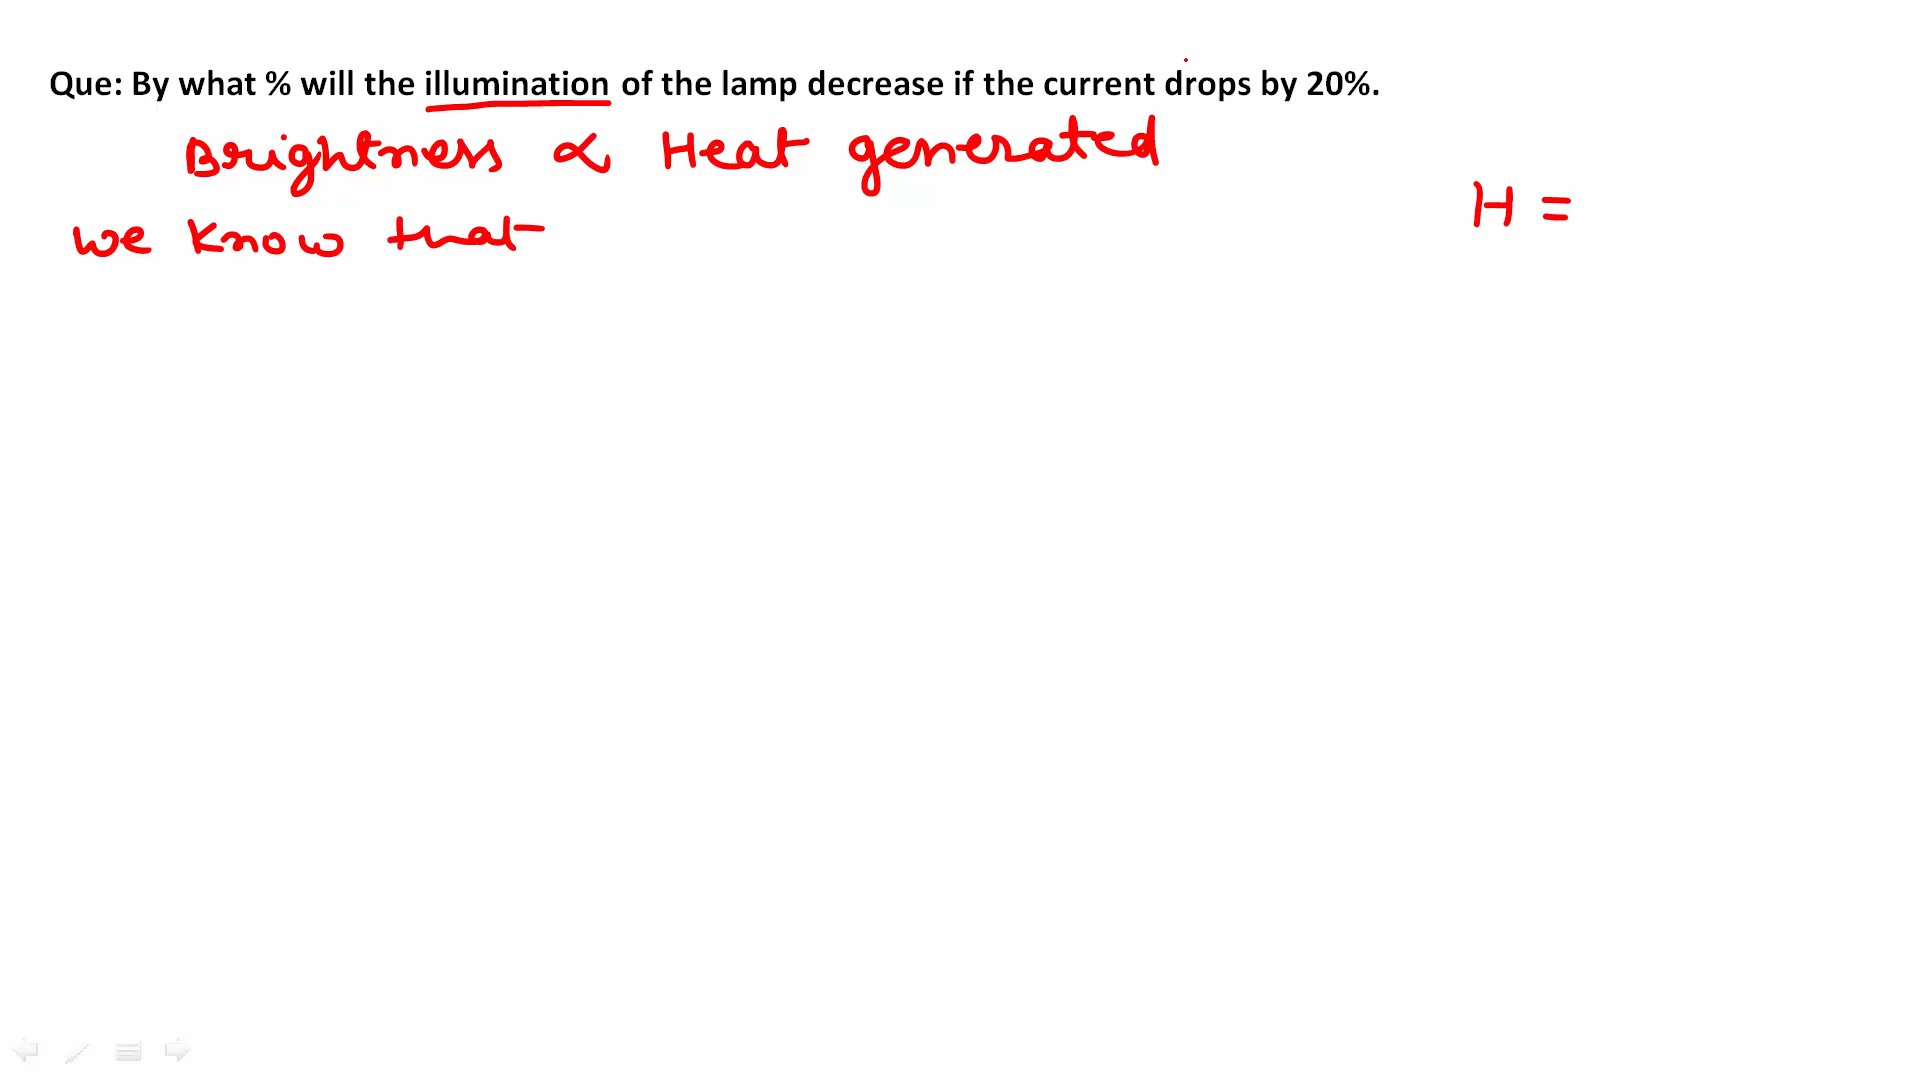 Que: By what % will the illumination of the lamp decrease if the current drops by 20%.
Brightness ∝ Heat generated
we know that
H =